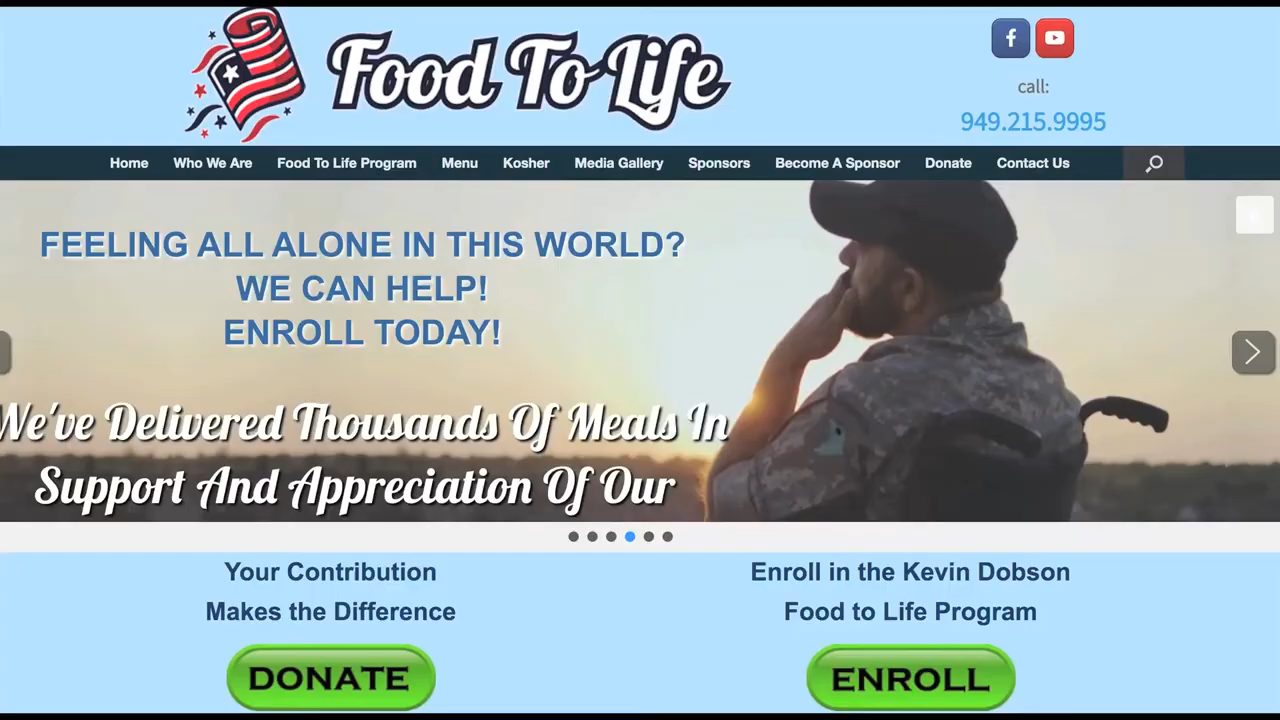 Food To Life
call:
949.215.9995
Home Who We Are Food To Life Program Menu Kosher Media Gallery Sponsors Become A Sponsor Donate Contact Us
FEELING ALL ALONE IN THIS WORLD?
WE CAN HELP!
ENROLL TODAY!
We've Delivered Thousands Of Meals In
Support And Appreciation Of Our
Your Contribution
Makes the Difference
DONATE
Enroll in the Kevin Dobson
Food to Life Program
ENROLL